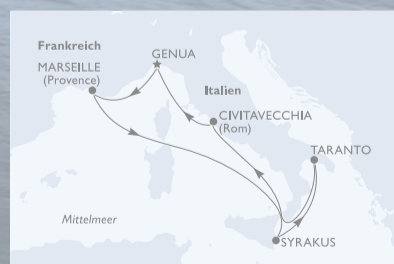 Frankreich
MARSEILLE
(Provence)
GENUA
Italien
CIVITAVECCHIA
(Rom)
TARANTO
Mittelmeer
SYRAKUS